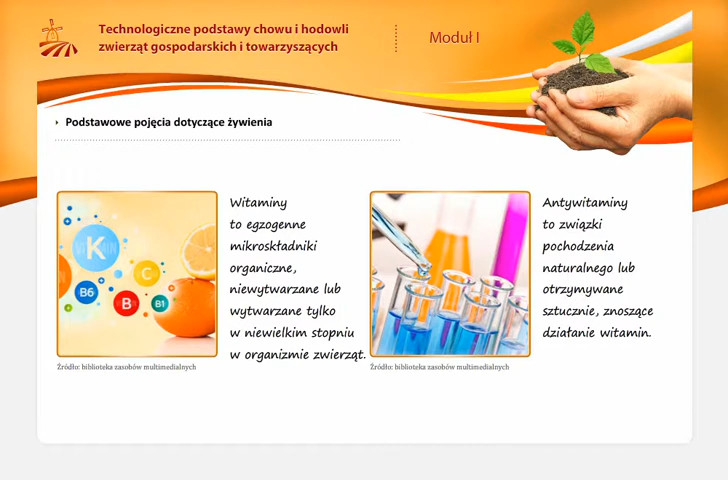 Technologiczne podstawy chowu i hodowli
zwierząt gospodarskich i towarzyszących
Moduł I
Podstawowe pojęcia dotyczące żywienia
K
C
B6
B
B1
Witaminy
to egzogenne
mikroskładniki
organiczne,
niewytwarzane lub
wytwarzane tylko
w niewielkim stopniu
w organizmie zwierząt.
Źródło: biblioteka zasobów multimedialnych
Antywitaminy
to związki
pochodzenia
naturalnego lub
otrzymywane
sztucznie, znoszące
działanie witamin.
Źródło: biblioteka zasobów multimedialnych